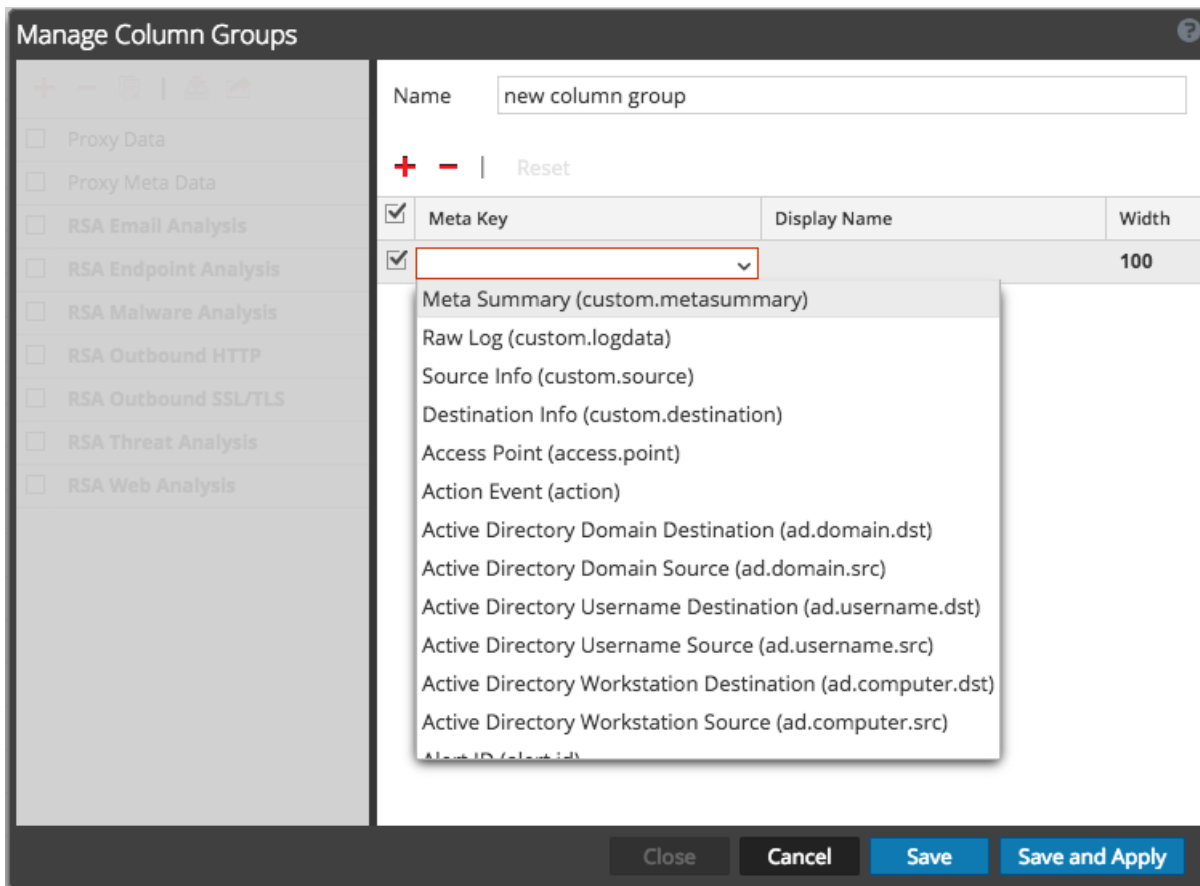 Manage Column Groups
?
Proxy Data
Proxy Meta Data
RSA Email Analysis
RSA Endpoint Analysis
RSA Malware Analysis
RSA Outbound HTTP
RSA Outbound SSL/TLS
RSA Threat Analysis
RSA Web Analysis
Name new column group
Reset
Meta Key Display Name Width
100
Meta Summary (custom.metasummary)
Raw Log (custom.logdata)
Source Info (custom.source)
Destination Info (custom.destination)
Access Point (access.point)
Action Event (action)
Active Directory Domain Destination (ad.domain.dst)
Active Directory Domain Source (ad.domain.src)
Active Directory Username Destination (ad.username.dst)
Active Directory Username Source (ad.username.src)
Active Directory Workstation Destination (ad.computer.dst)
Active Directory Workstation Source (ad.computer.src)
Alert ID (alert.id)
Close Cancel Save Save and Apply